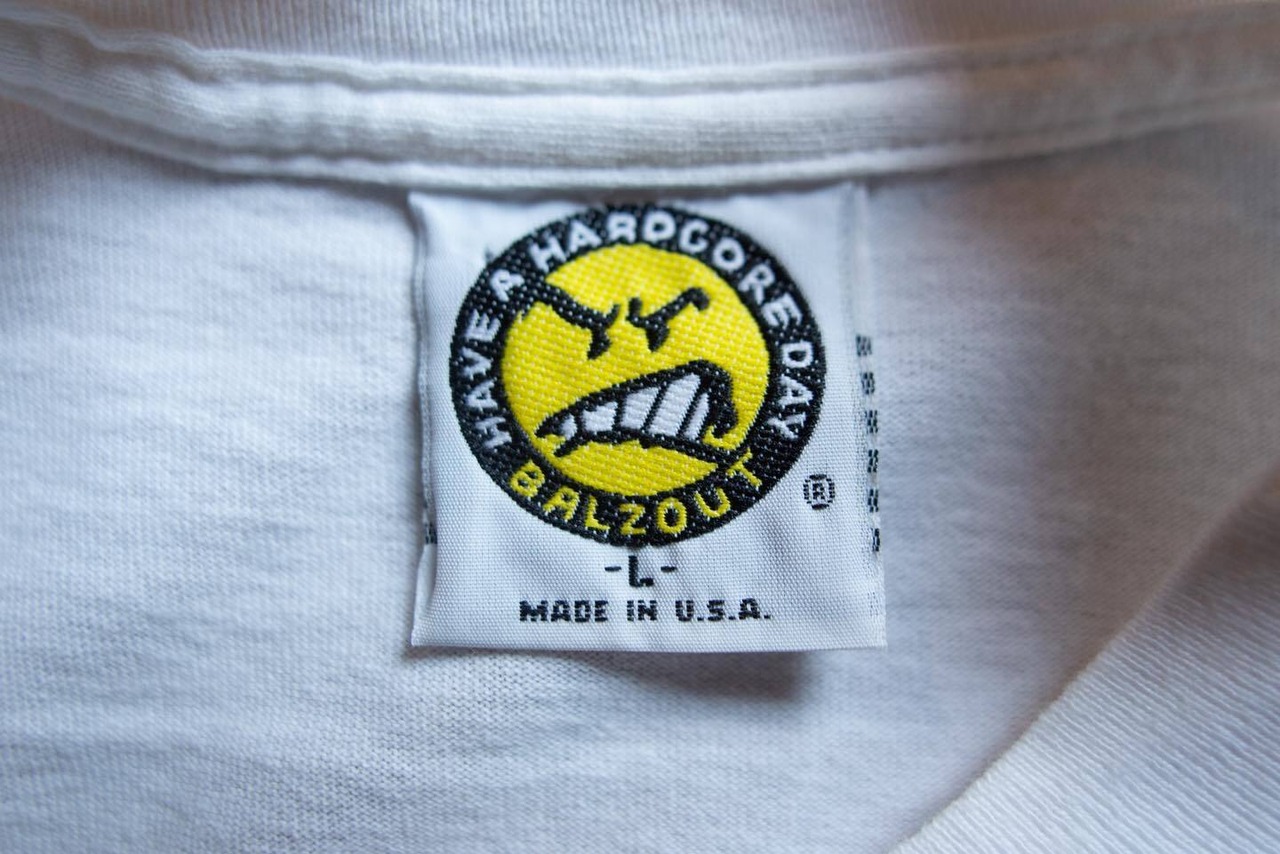 HAVE A HARDCORE DAY
BALZOUT
®
-L-
MADE IN U.S.A.